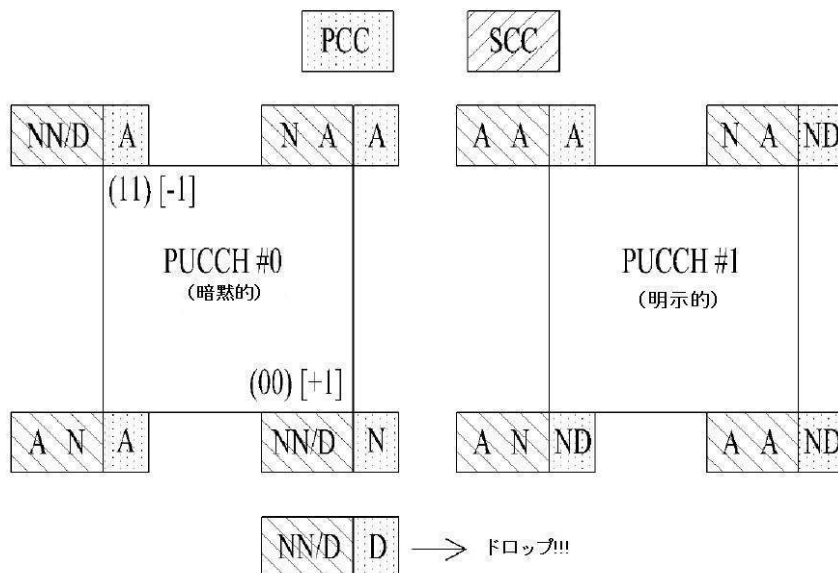 PCC SCC
NN/D A N A A A A A N A ND
(11) [-1]
PUCCH #0 PUCCH #1
(暗黙的) (明示的)
(00) [+1]
A N A NN/D N A N ND A A ND
NN/D D ドロップ!!!